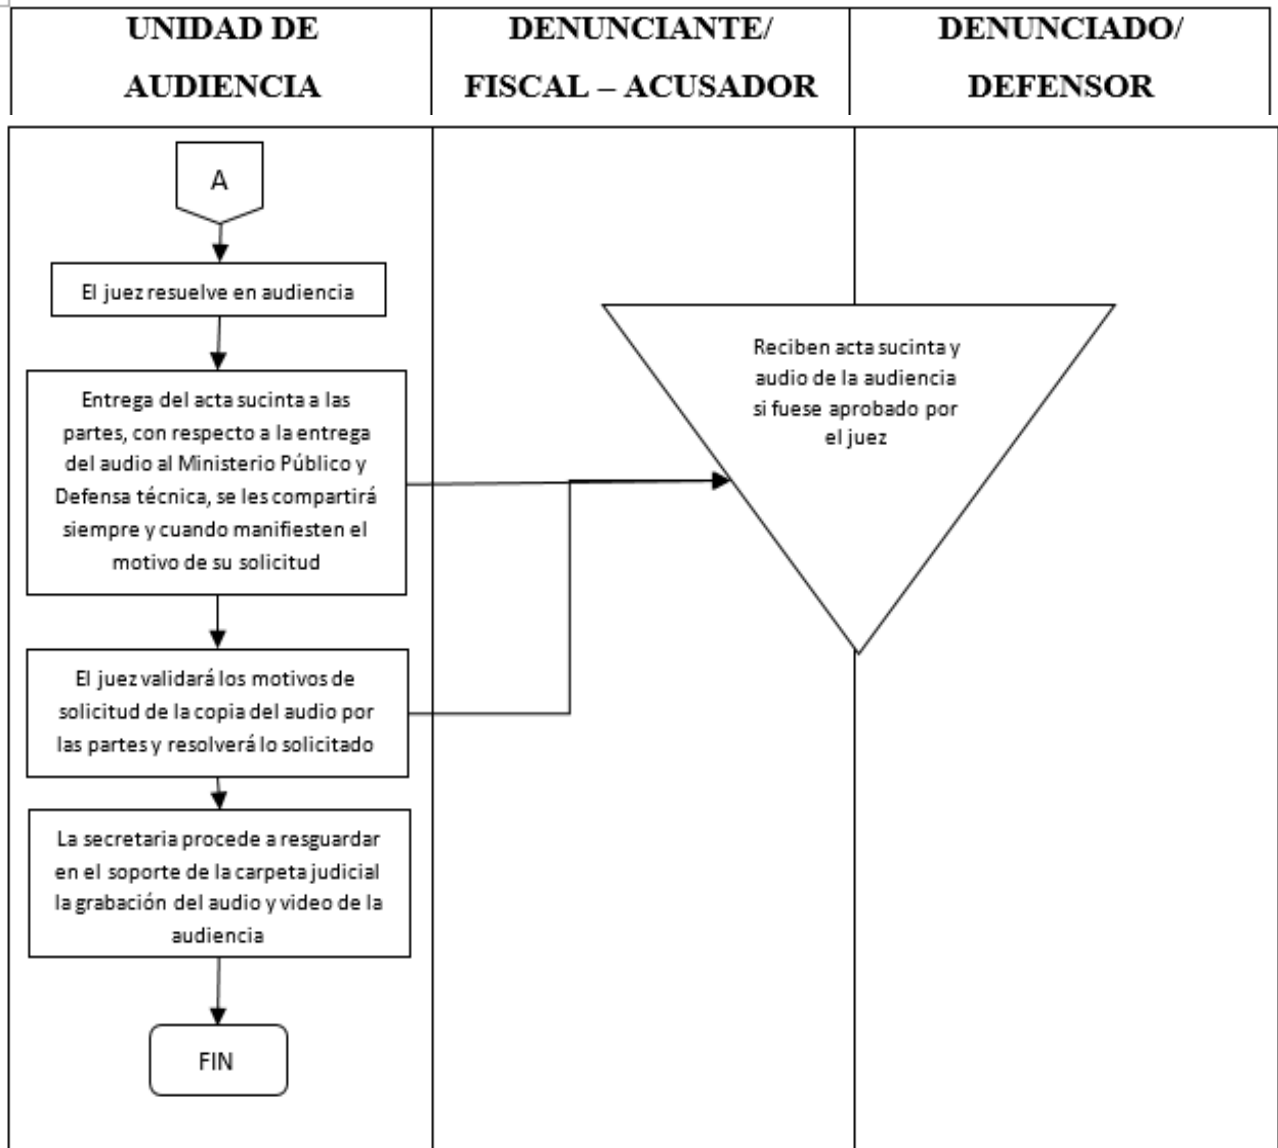 UNIDAD DE
AUDIENCIA
DENUNCIANTE/
FISCAL – ACUSADOR
DENUNCIADO/
DEFENSOR
A
El juez resuelve en audiencia
Entrega del acta sucinta a las
partes, con respecto a la entrega
del audio al Ministerio Público y
Defensa técnica, se les compartirá
siempre y cuando manifiesten el
motivo de su solicitud
Reciben acta sucinta y
audio de la audiencia
si fuese aprobado por
el juez
El juez validará los motivos de
solicitud de la copia del audio por
las partes y resolverá lo solicitado
La secretaria procede a resguardar
en el soporte de la carpeta judicial
la grabación del audio y video de la
audiencia
FIN